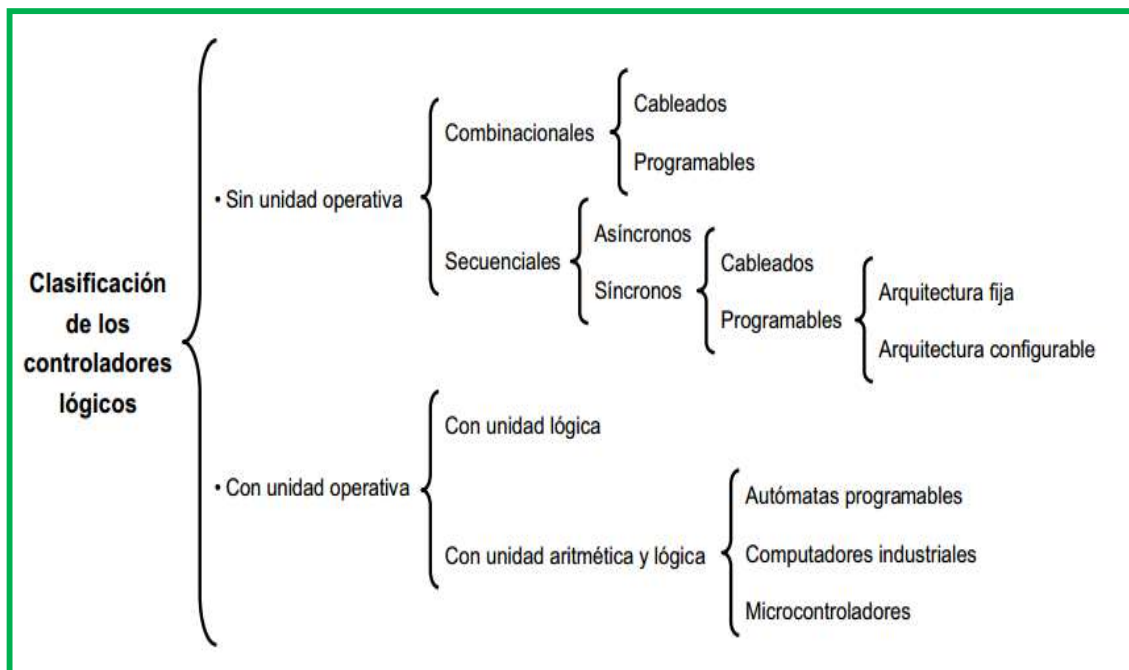 Clasificación
de los
controladores
lógicos
• Sin unidad operativa
Combinacionales
Cableados
Programables
Secuenciales
Asíncronos
Síncronos
Cableados
Programables
Arquitectura fija
Arquitectura configurable
• Con unidad operativa
Con unidad lógica
Con unidad aritmética y lógica
Autómatas programables
Computadores industriales
Microcontroladores